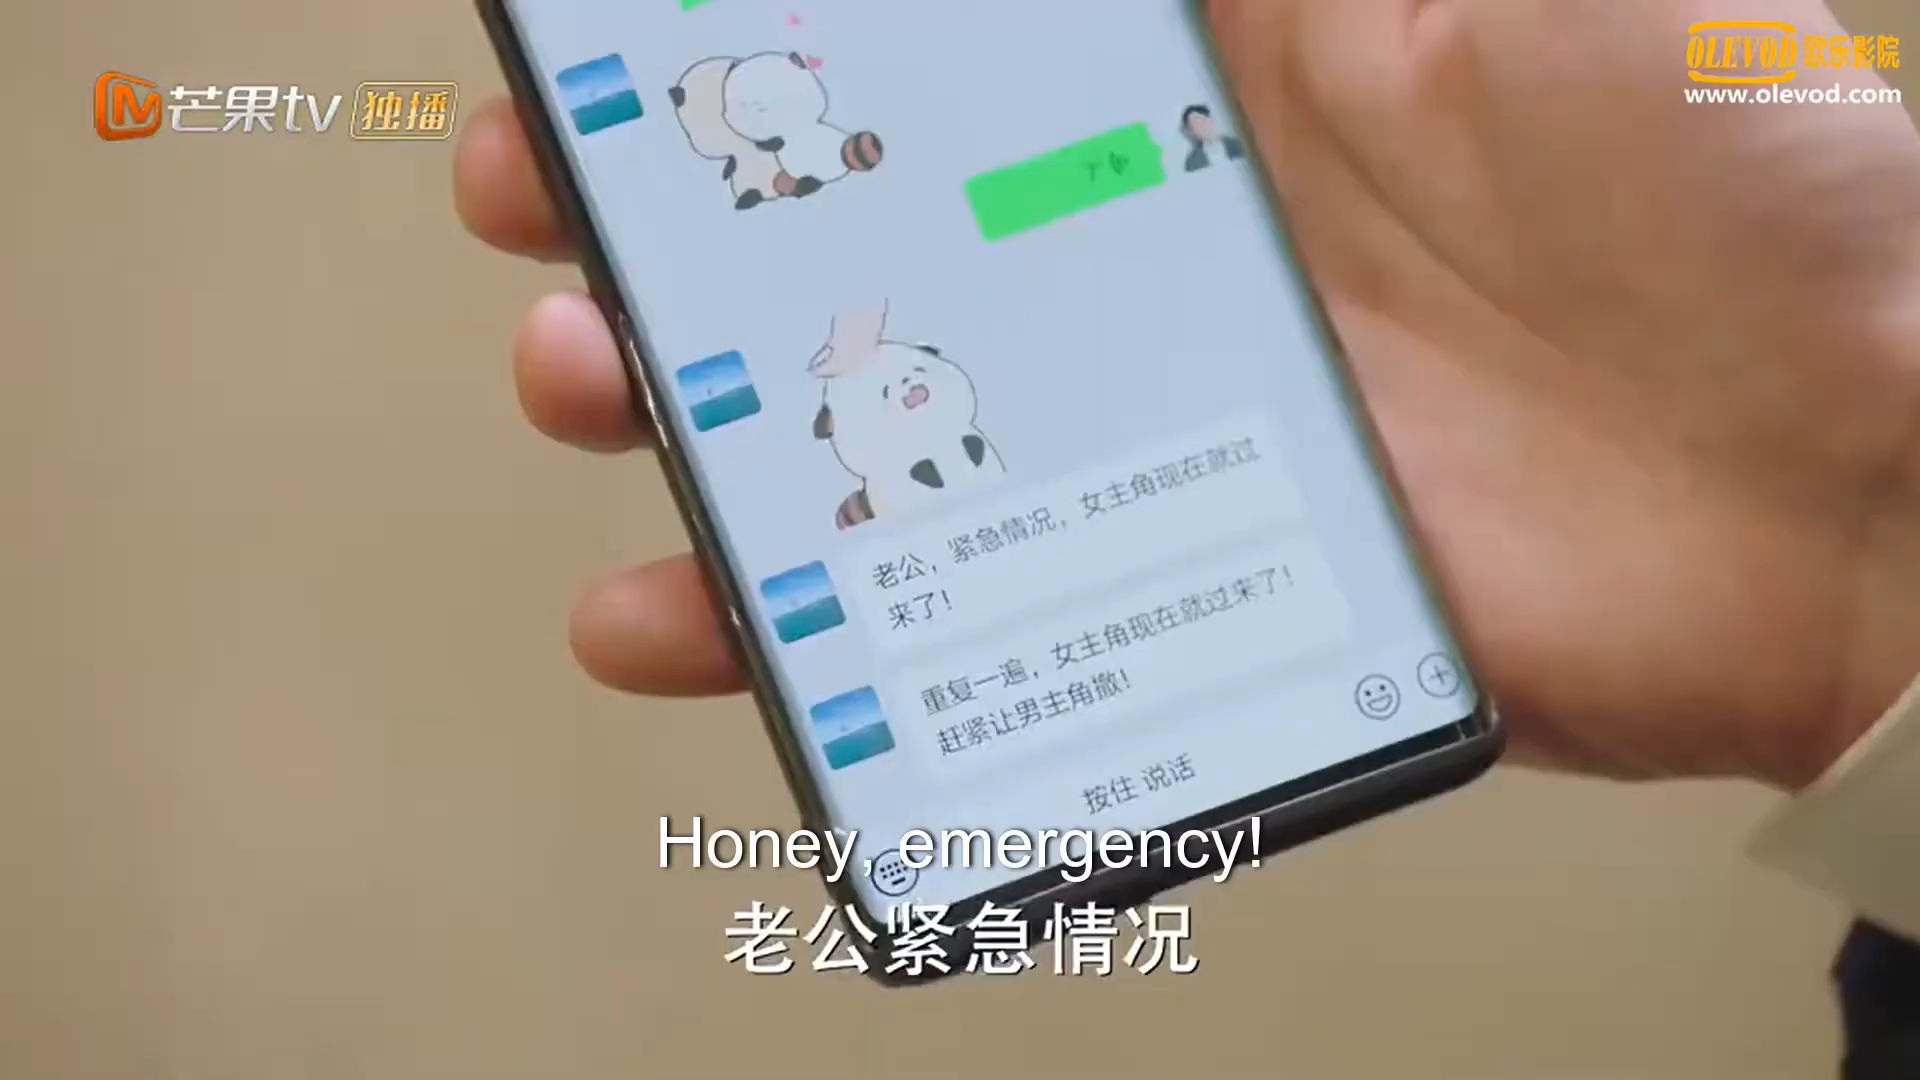 芒果tv 独播
OLEVOD 欧乐影院
www.olevod.com
老公，紧急情况，女主角现在就过
来了！
重复一遍，女主角现在就过来了！
赶紧让男主角撤！
按住 说话
Honey, emergency!
老公紧急情况